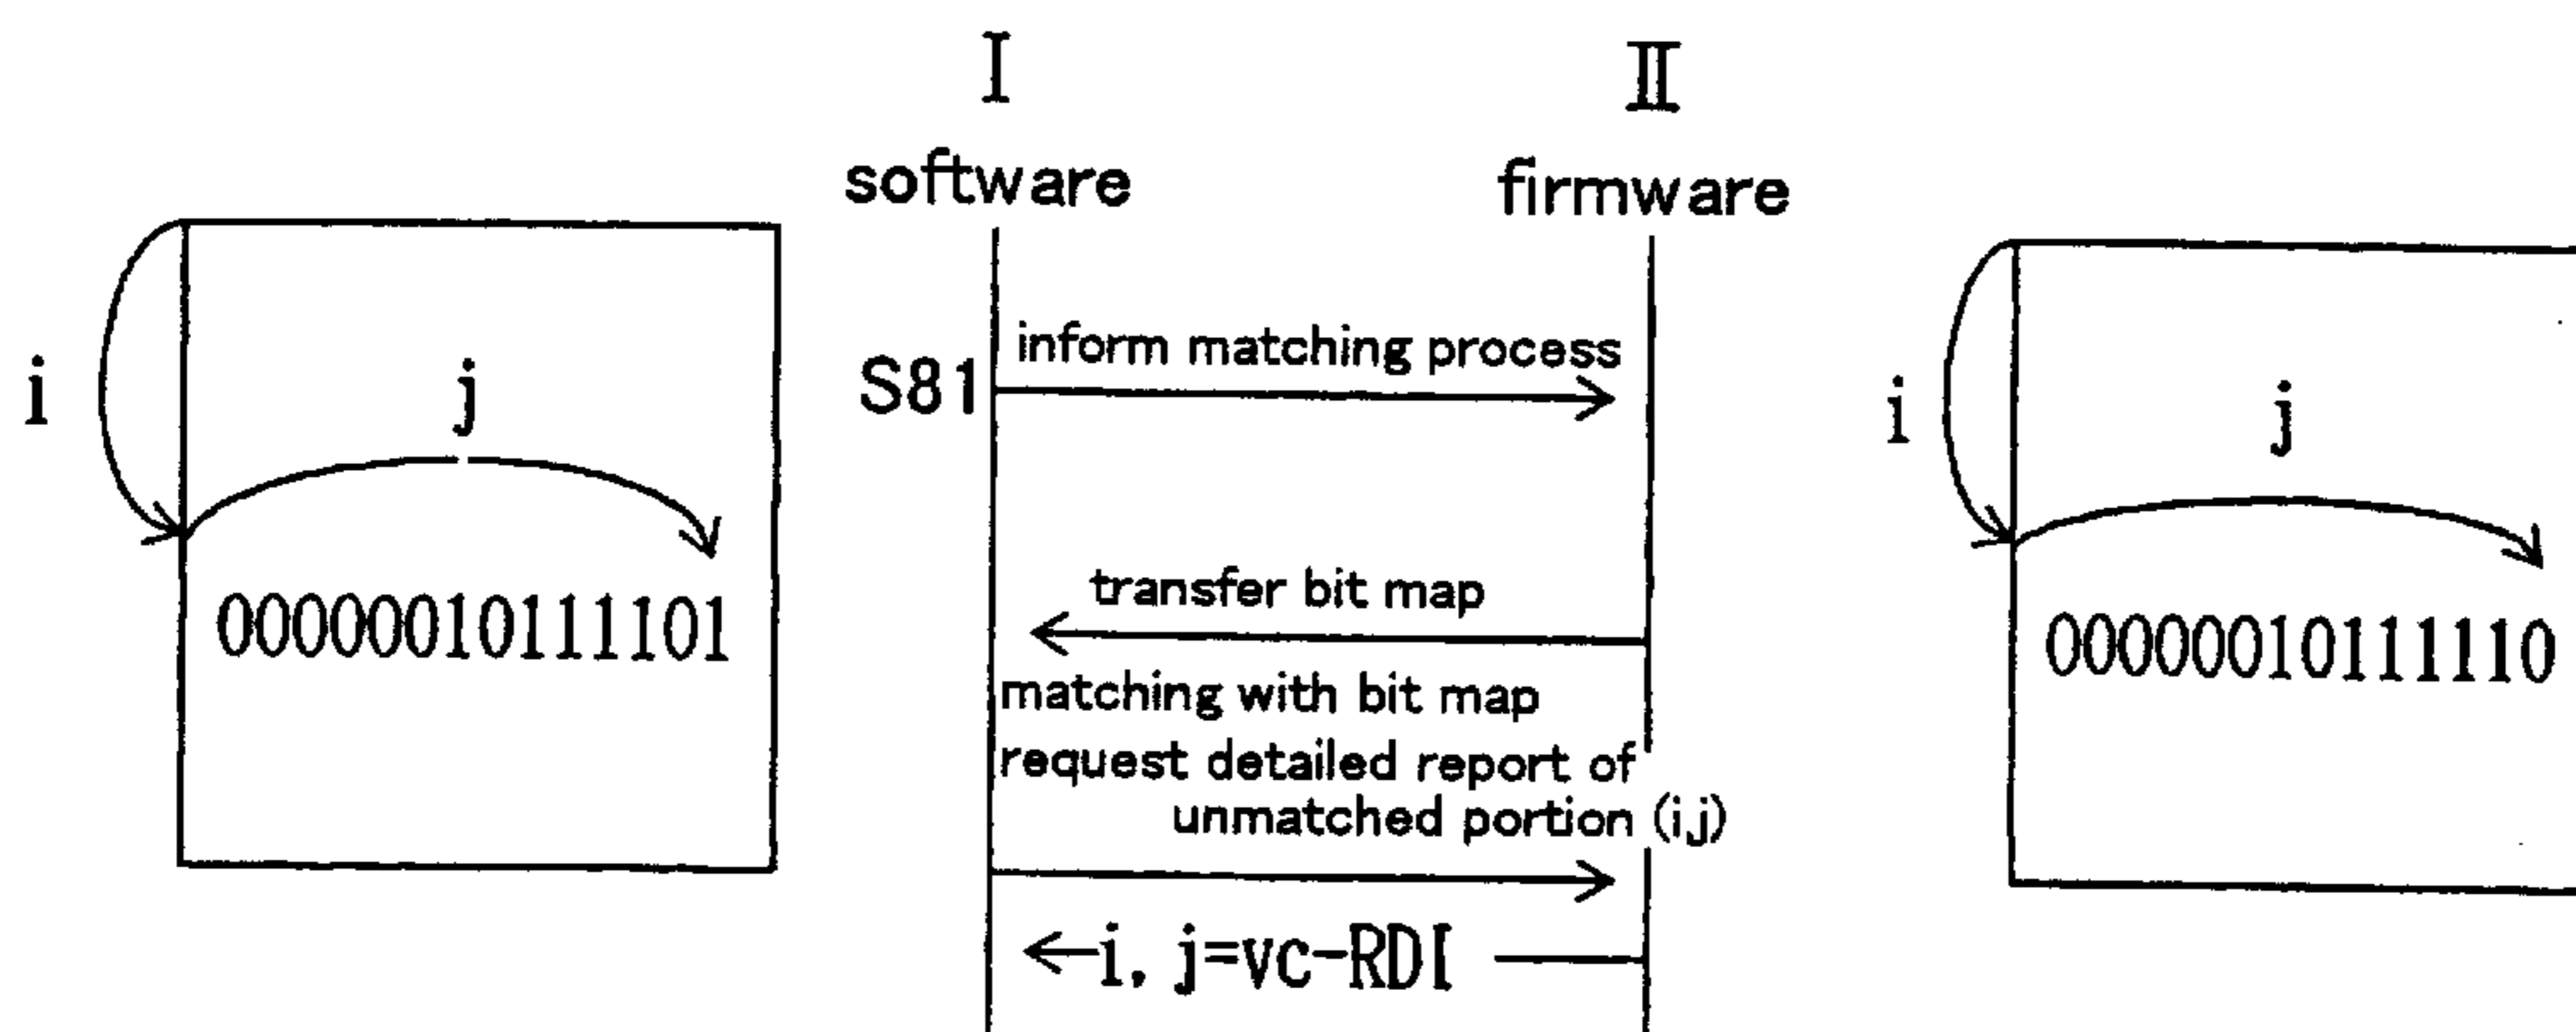 I
II
software
firmware
i
j
S81
inform matching process
i
j
00000010111101
transfer bit map
00000010111110
matching with bit map
request detailed report of
unmatched portion (i,j)
i, j=vc-RDI